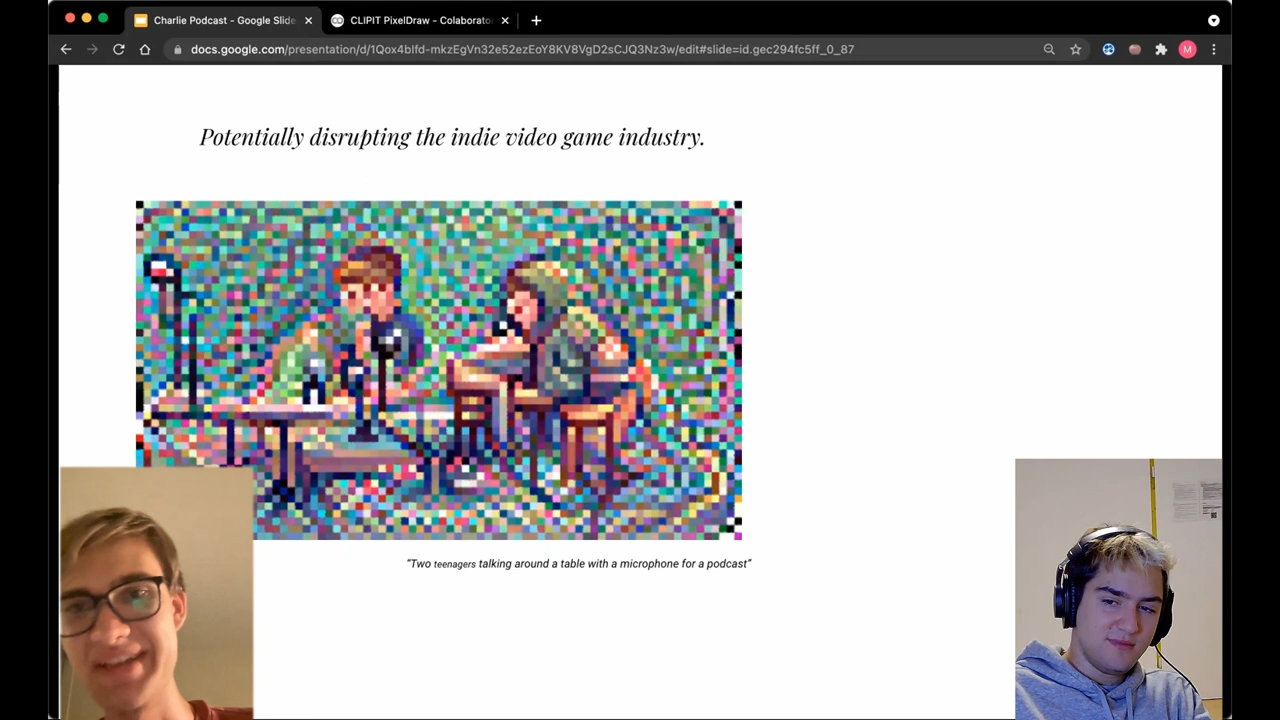 Charlie Podcast - Google Slide
CLIPIT PixelDraw - Colaborato
docs.google.com/presentation/d/1Qox4bIfd-mkzEgVn32e52ezEoY8KV8VgD2sCJQ3Nz3w/edit#slide=id.gec294fc5ff_0_87
M
Potentially disrupting the indie video game industry.
“Two teenagers talking around a table with a microphone for a podcast”